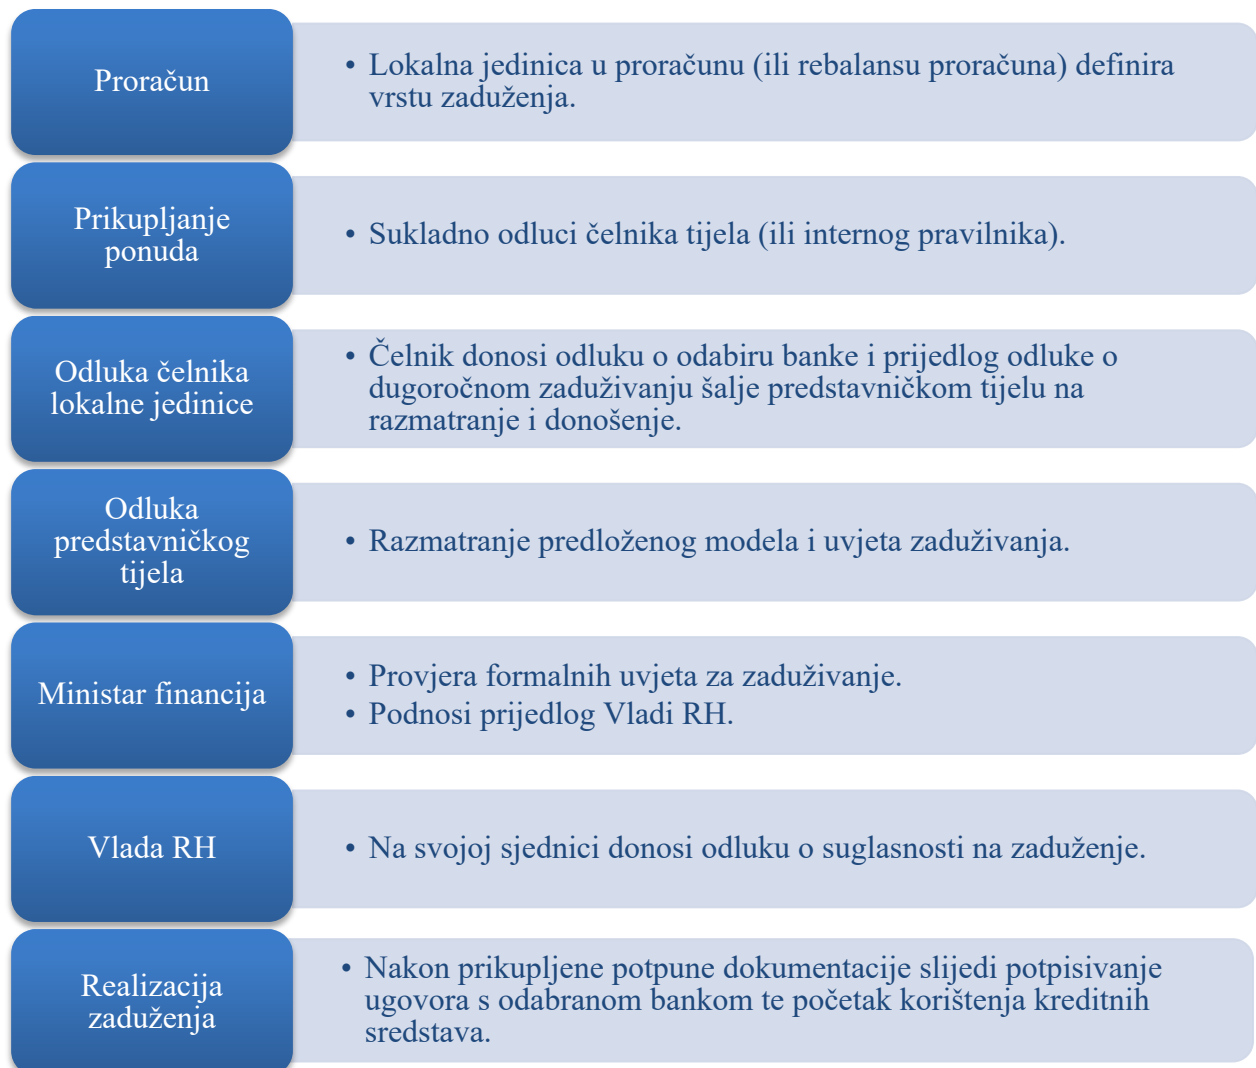 Proračun
• Lokalna jedinica u proračunu (ili rebalansu proračuna) definira
vrstu zaduženja.
Prikupljanje
ponuda
• Sukladno odluci čelnika tijela (ili internog pravilnika).
Odluka čelnika
lokalne jedinice
• Čelnik donosi odluku o odabiru banke i prijedlog odluke o
dugoročnom zaduživanju šalje predstavničkom tijelu na
razmatranje i donošenje.
Odluka
predstavničkog
tijela
• Razmatranje predloženog modela i uvjeta zaduživanja.
Ministar financija
• Provjera formalnih uvjeta za zaduživanje.
• Podnosi prijedlog Vladi RH.
Vlada RH
• Na svojoj sjednici donosi odluku o suglasnosti na zaduženje.
Realizacija
zaduženja
• Nakon prikupljene potpune dokumentacije slijedi potpisivanje
ugovora s odabranom bankom te početak korištenja kreditnih
sredstava.